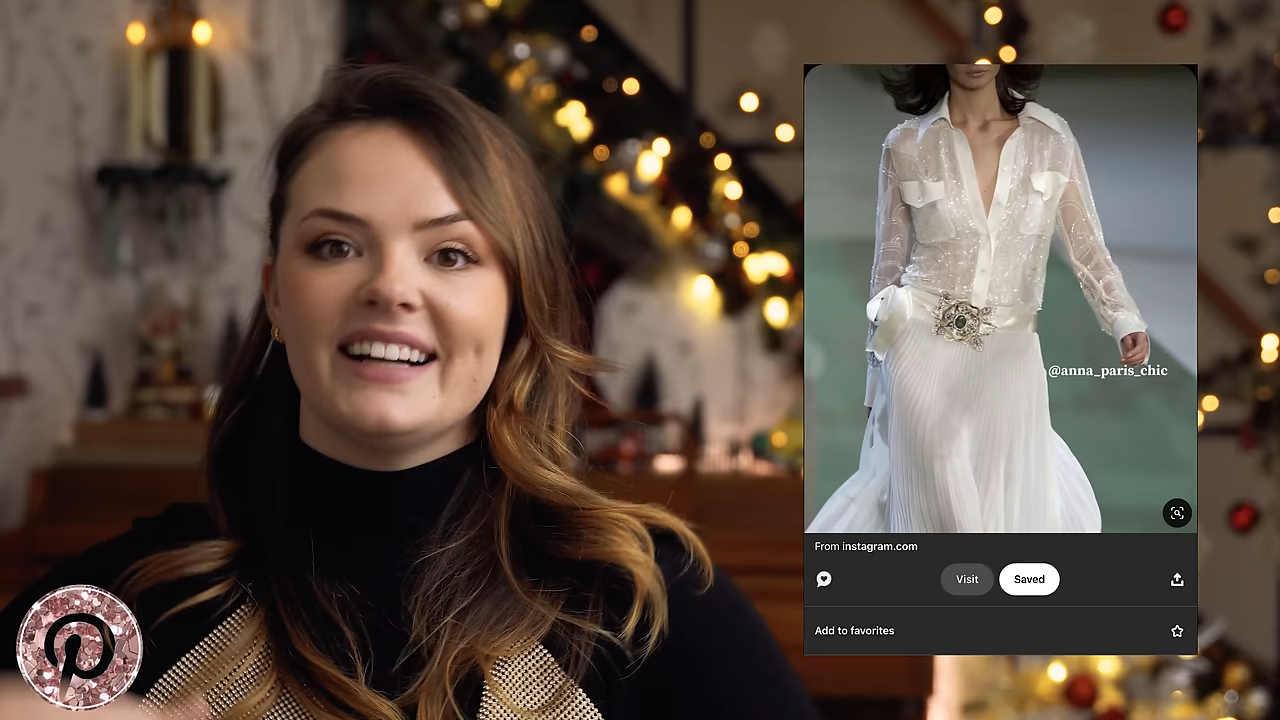 @anna_paris_chic
From instagram.com
Visit
Saved
Add to favorites